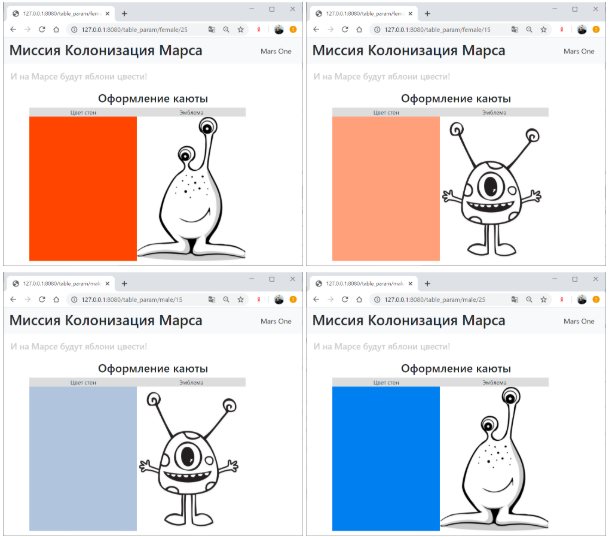 127.0.0.1:8080/table_param/fem
127.0.0.1:8080/table_param/female/25
Миссия Колонизация Марса
Mars One
И на Марсе будут яблони цвести!
Оформление каюты
Цвет стен
Эмблема
127.0.0.1:8080/table_param/fem
127.0.0.1:8080/table_param/female/15
Миссия Колонизация Марса
Mars One
И на Марсе будут яблони цвести!
Оформление каюты
Цвет стен
Эмблема
127.0.0.1:8080/table_param/mal
127.0.0.1:8080/table_param/male/15
Миссия Колонизация Марса
Mars One
И на Марсе будут яблони цвести!
Оформление каюты
Цвет стен
Эмблема
127.0.0.1:8080/table_param/mal
127.0.0.1:8080/table_param/male/25
Миссия Колонизация Марса
Mars One
И на Марсе будут яблони цвести!
Оформление каюты
Цвет стен
Эмблема